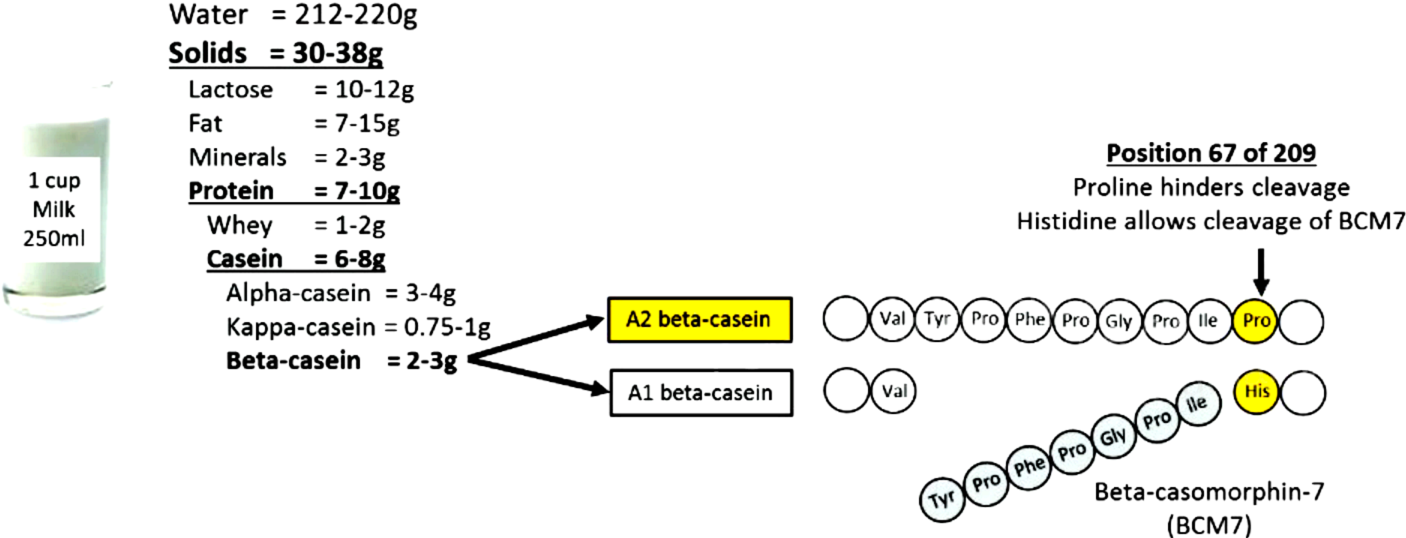 Water = 212-220g
Solids = 30-38g
Lactose = 10-12g
Fat = 7-15g
Minerals = 2-3g
Protein = 7-10g
Whey = 1-2g
Casein = 6-8g
Alpha-casein = 3-4g
Kappa-casein = 0.75-1g
Beta-casein = 2-3g
1 cup
Milk
250ml
Position 67 of 209
Proline hinders cleavage
Histidine allows cleavage of BCM7
A2 beta-casein
Val Tyr Pro Phe Pro Gly Pro Ile Pro
A1 beta-casein
Val
His
Tyr Pro Phe Pro Gly Pro Ile
Beta-casomorphin-7
(BCM7)